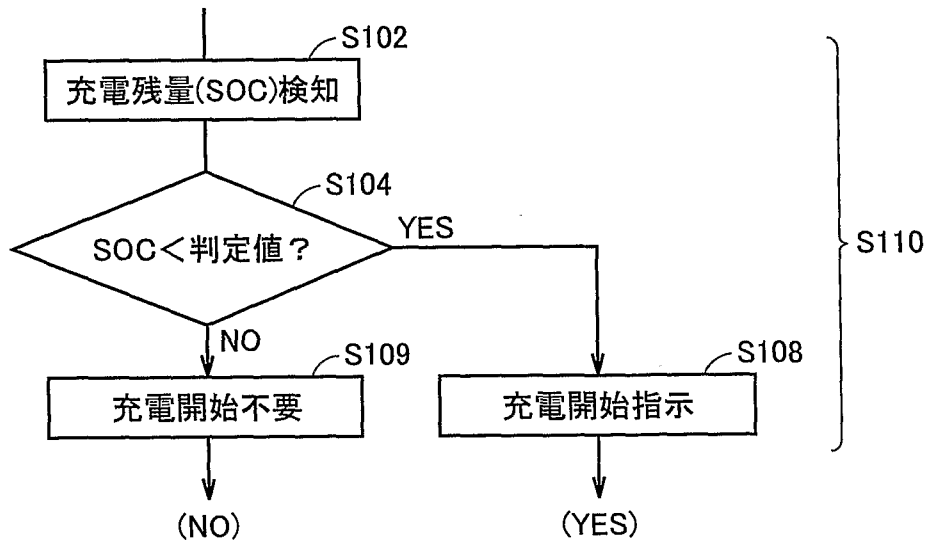 S102
充電残量(SOC)検知
S104
SOC<判定値?
YES
S110
NO
S109
S108
充電開始不要
充電開始指示
(NO)
(YES)